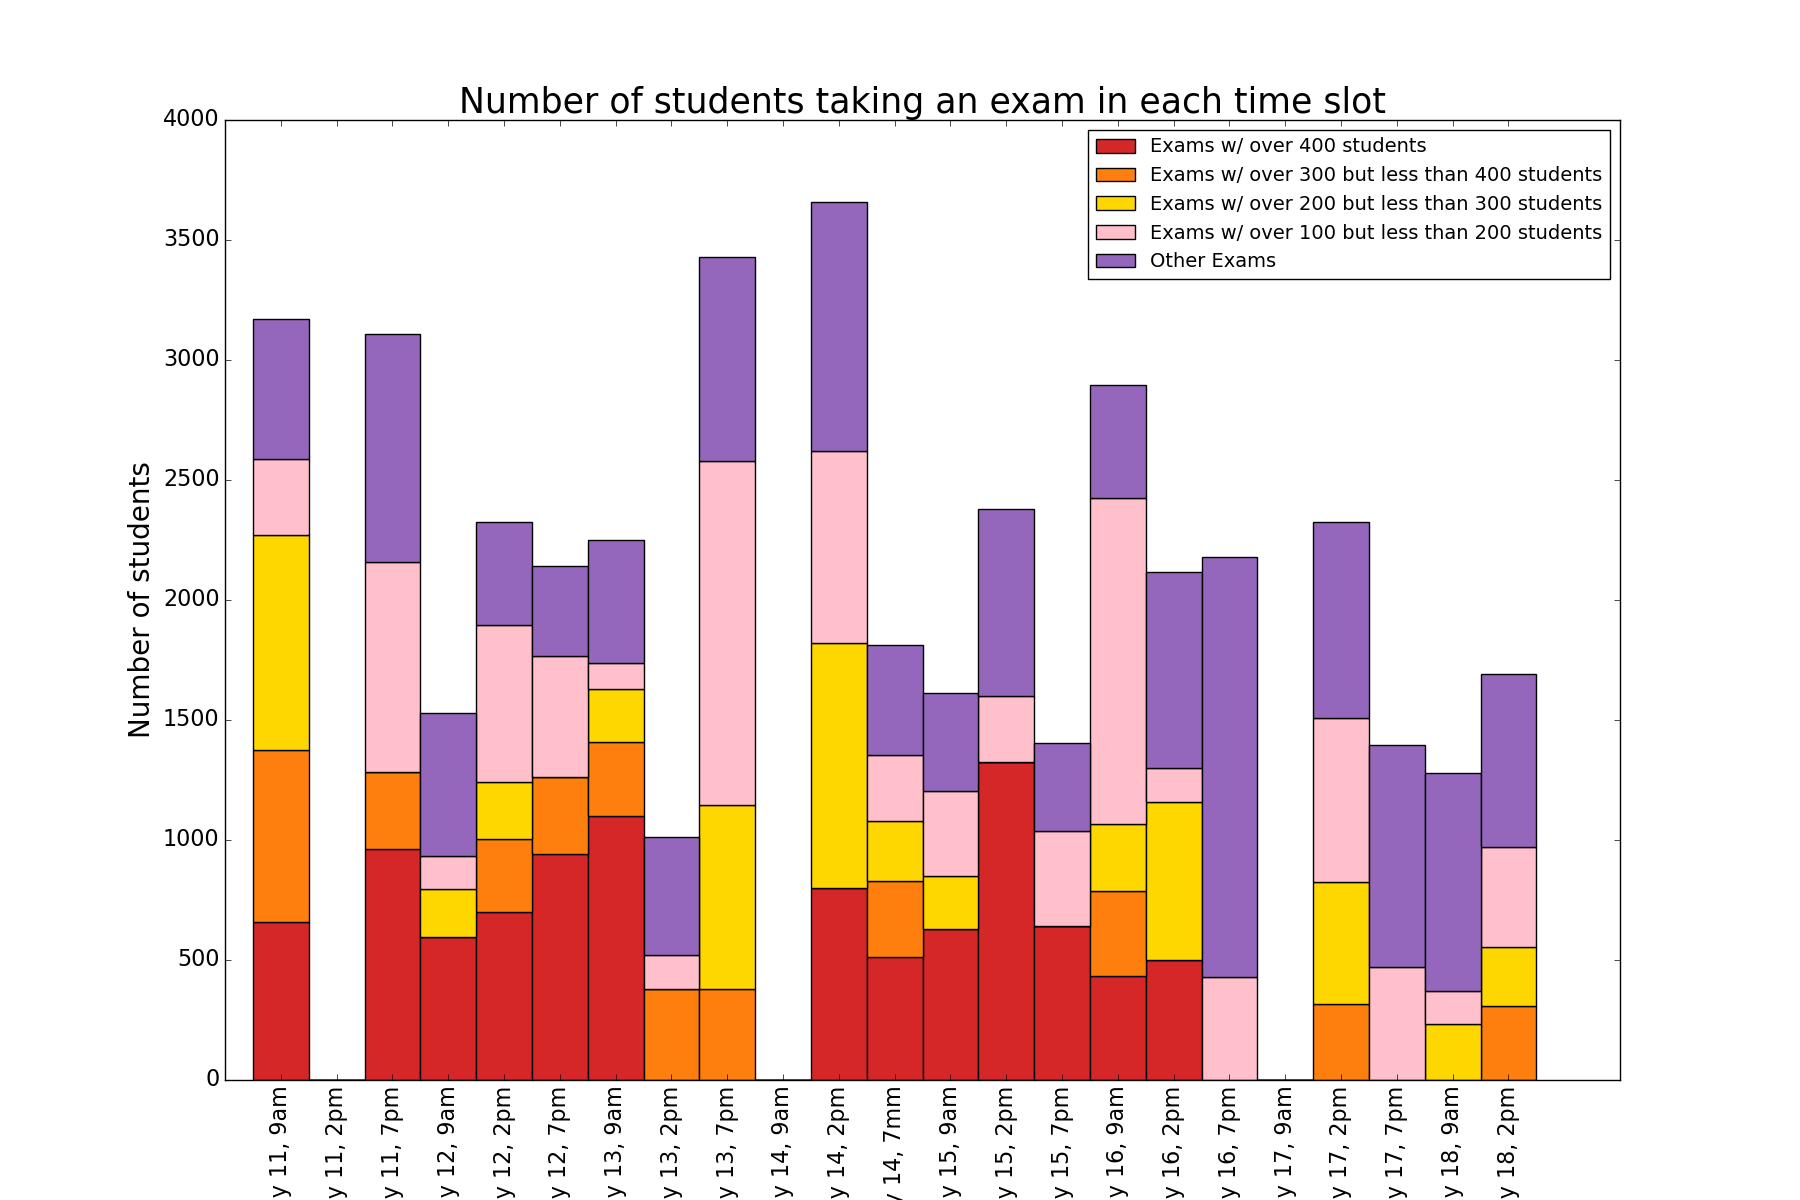 Number of students taking an exam in each time slot
Exams w/ over 400 students
Exams w/ over 300 but less than 400 students
Exams w/ over 200 but less than 300 students
Exams w/ over 100 but less than 200 students
Other Exams
Number of students
4000
3500
3000
2500
2000
1500
1000
500
0
y 11, 9am
y 11, 2pm
y 11, 7pm
y 12, 9am
y 12, 2pm
y 12, 7pm
y 13, 9am
y 13, 2pm
y 13, 7pm
y 14, 9am
y 14, 2pm
y 14, 7mm
y 15, 9am
y 15, 2pm
y 15, 7pm
y 16, 9am
y 16, 2pm
y 16, 7pm
y 17, 9am
y 17, 2pm
y 17, 7pm
y 18, 9am
y 18, 2pm